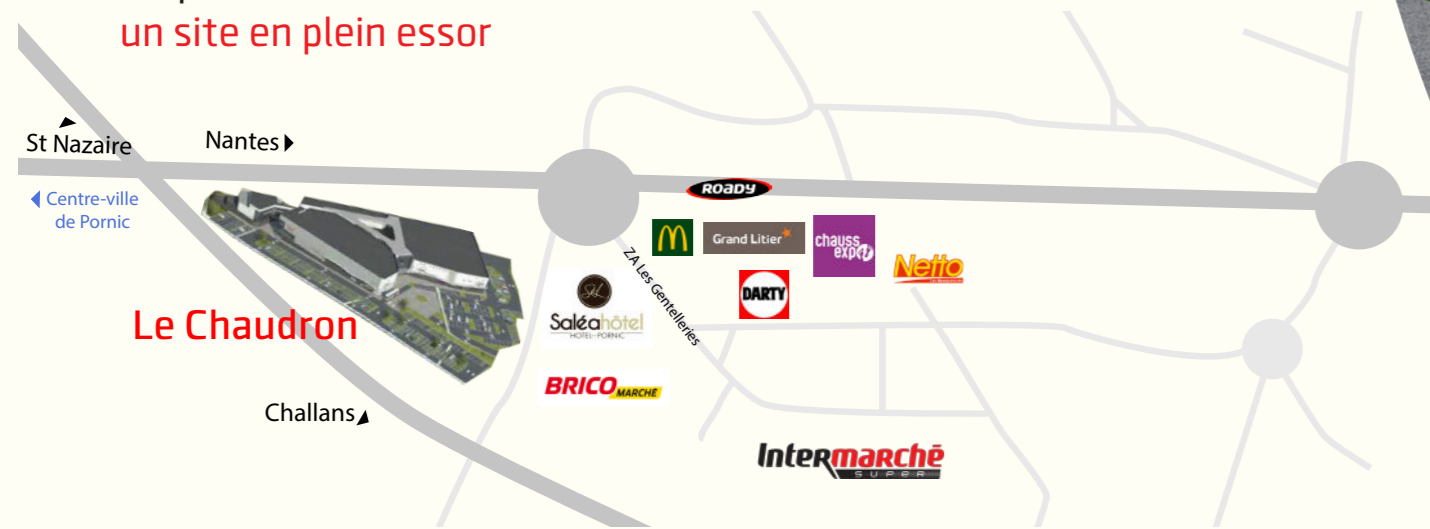 un site en plein essor
St Nazaire
Nantes
Centre-ville
de Pornic
ROADY
Grand Litier
chauss
expo
Netto
DARTY
ZA Les Gentelleries
Saléahôtel
HOTEL-PORNIC
Le Chaudron
BRICO MARCHÉ
Challans
Intermarché
SUPER